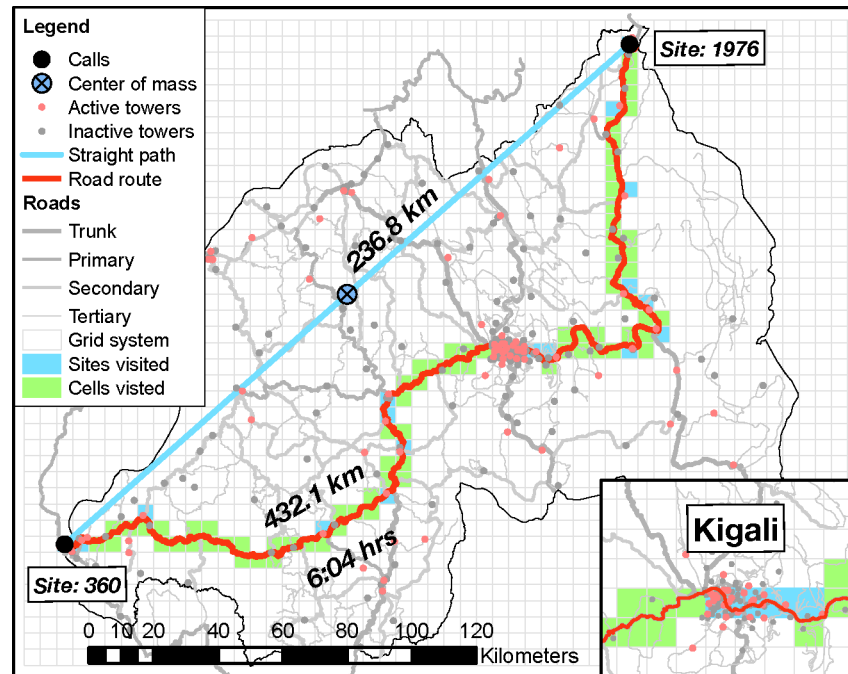 Legend
Calls
Center of mass
Active towers
Inactive towers
Straight path
Road route
Roads
Trunk
Primary
Secondary
Tertiary
Grid system
Sites visited
Cells visted
Site: 1976
236.8 km
432.1 km
6:04 hrs
Site: 360
Kigali
0 10 20 40 60 80 100 120
Kilometers